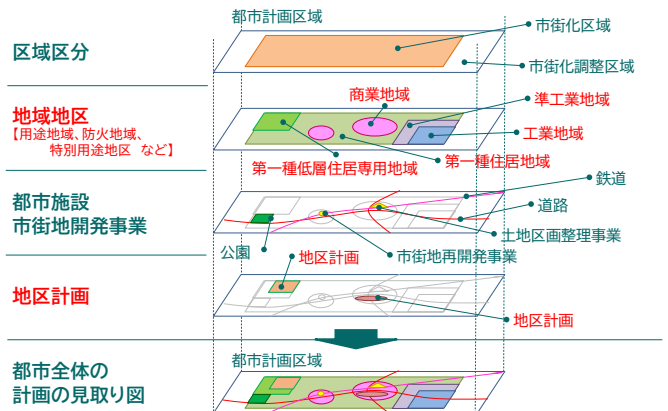 都市計画区域
区域区分
市街化区域
市街化調整区域
地域地区
【用途地域、防火地域、
特別用途地区 など】
商業地域
準工業地域
工業地域
第一種低層住居専用地域
第一種住居地域
都市施設
市街地開発事業
鉄道
道路
土地区画整理事業
市街地再開発事業
公園
地区計画
地区計画
地区計画
都市全体の
計画の見取り図
都市計画区域